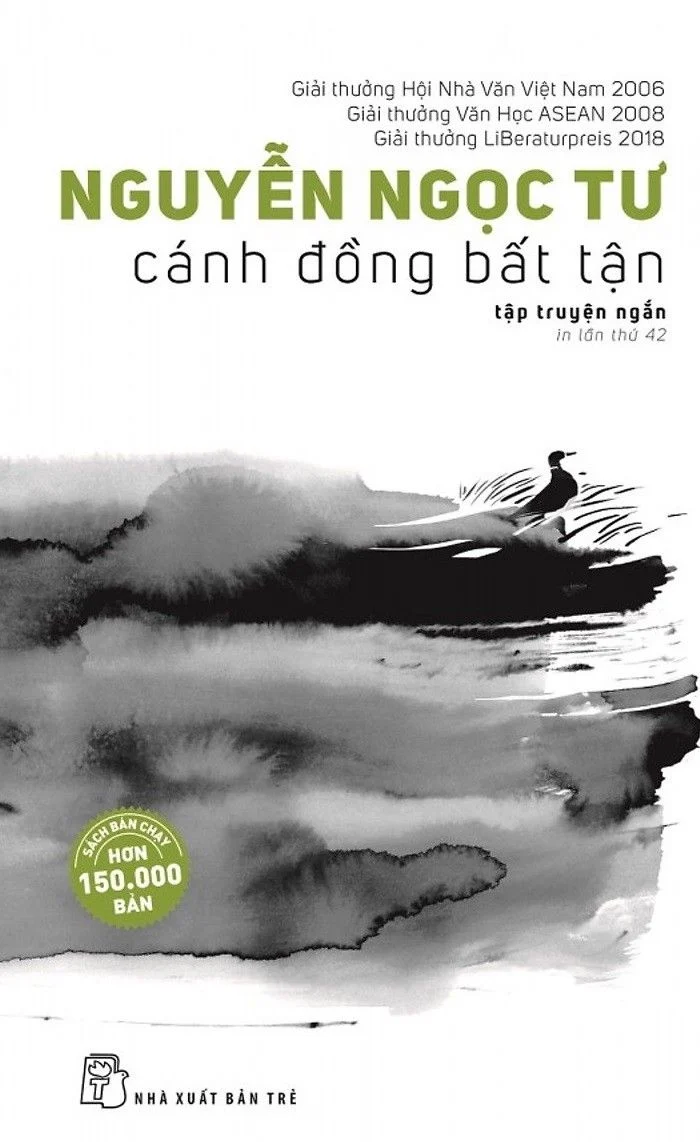 Giải thưởng Hội Nhà Văn Việt Nam 2006
Giải thưởng Văn Học ASEAN 2008
Giải thưởng LiBeraturpreis 2018
NGUYỄN NGỌC TƯ
cánh đồng bất tận
tập truyện ngắn
in lần thứ 42
SÁCH BÁN CHẠY
HƠN
150.000
BẢN
T
NHÀ XUẤT BẢN TRẺ